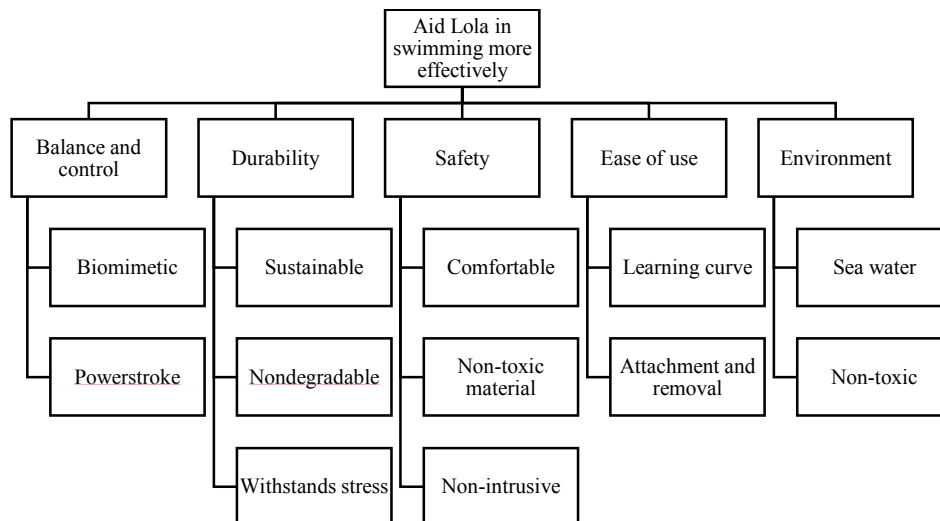 Aid Lola in
swimming more
effectively
Balance and
control
Durability
Safety
Ease of use
Environment
Biomimetic
Sustainable
Comfortable
Learning curve
Sea water
Powerstroke
Nondegradable
Non-toxic
material
Attachment and
removal
Non-toxic
Withstands stress
Non-intrusive